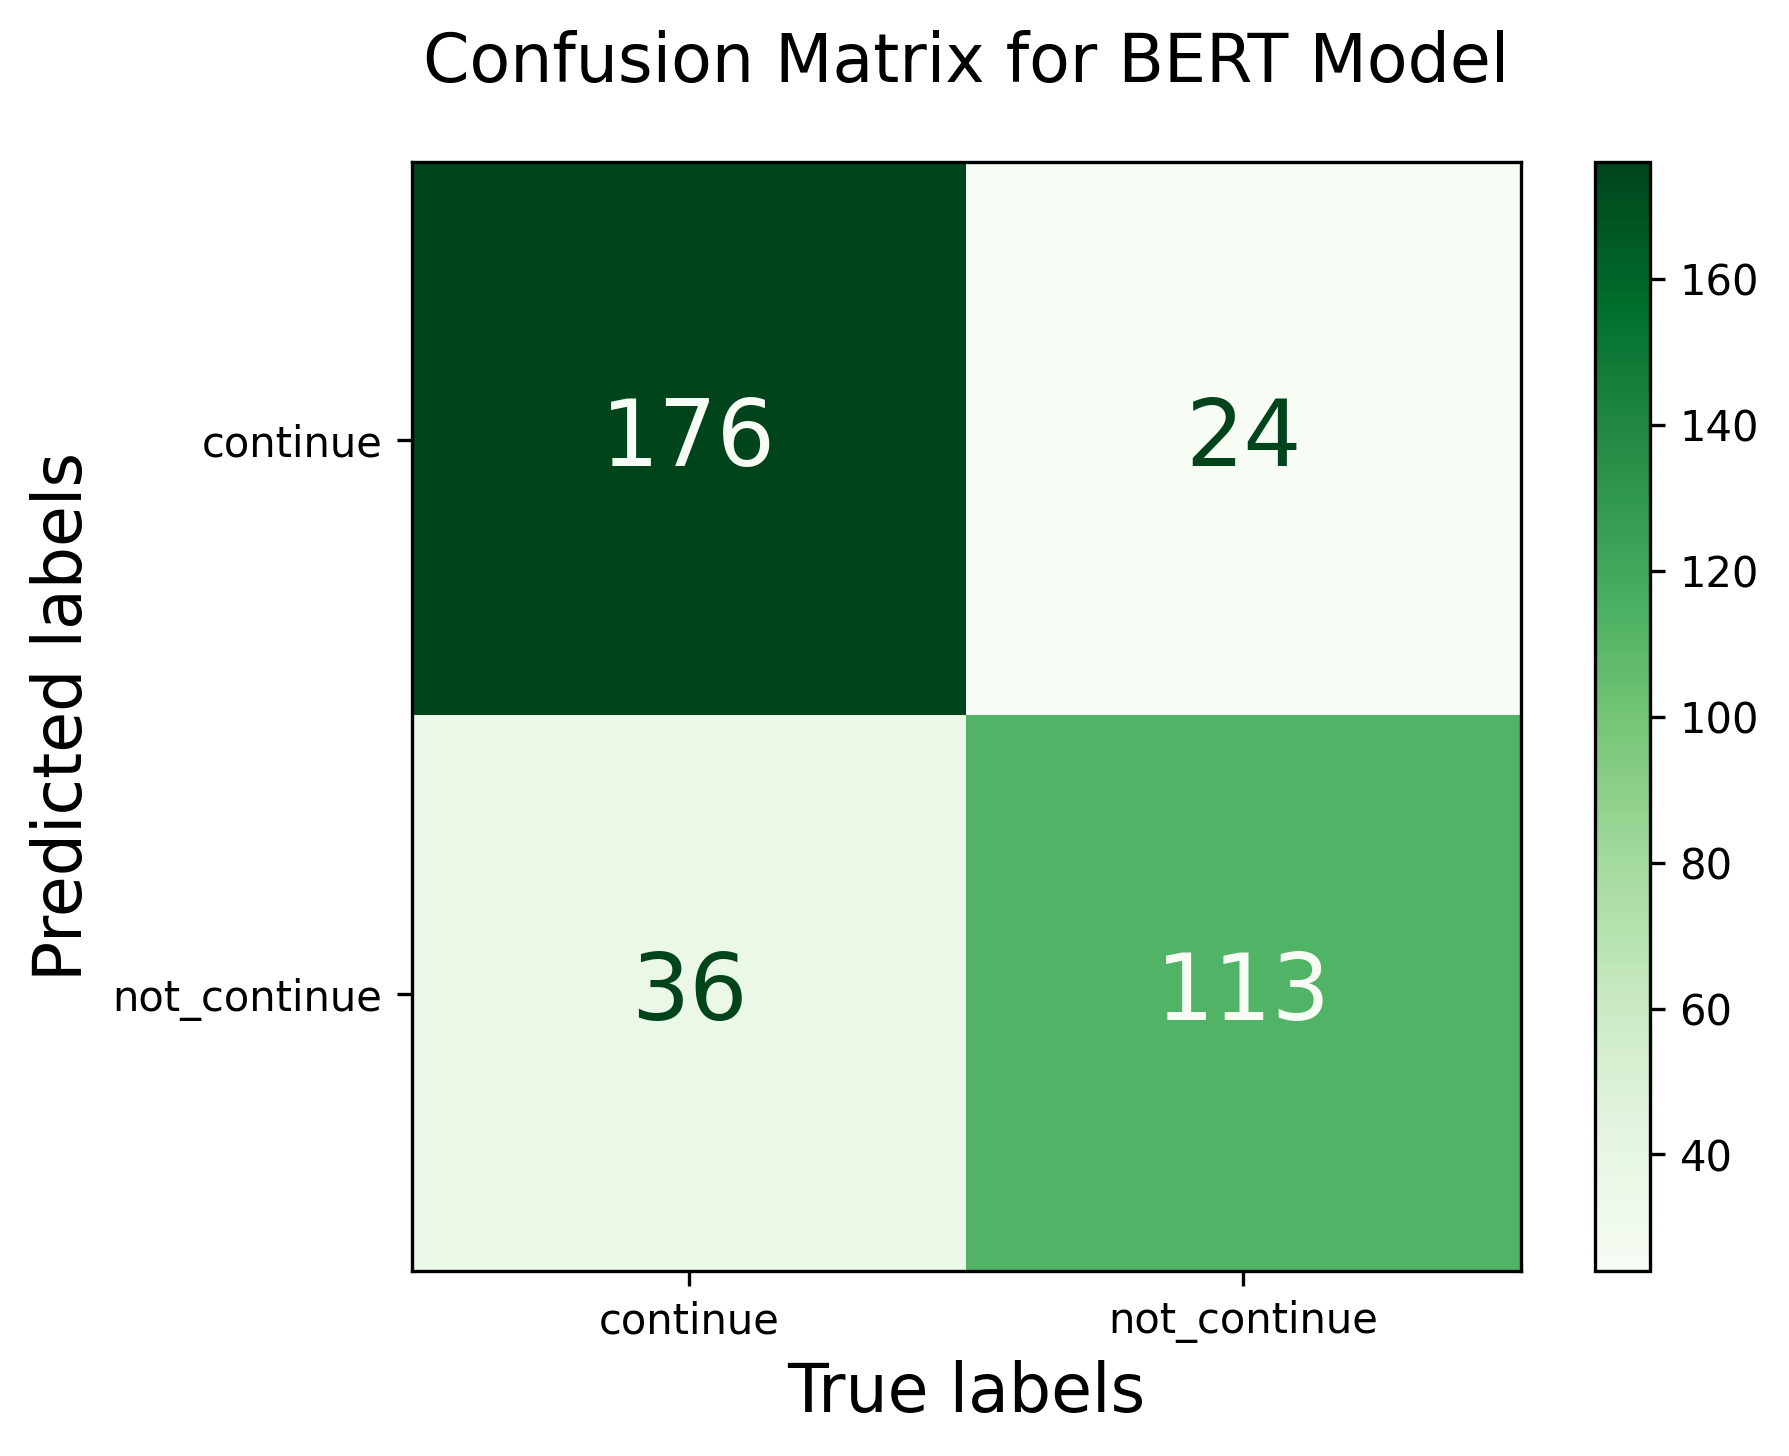 Confusion Matrix for BERT Model
Predicted labels
continue
not_continue
176
24
36
113
continue
not_continue
True labels
160
140
120
100
80
60
40